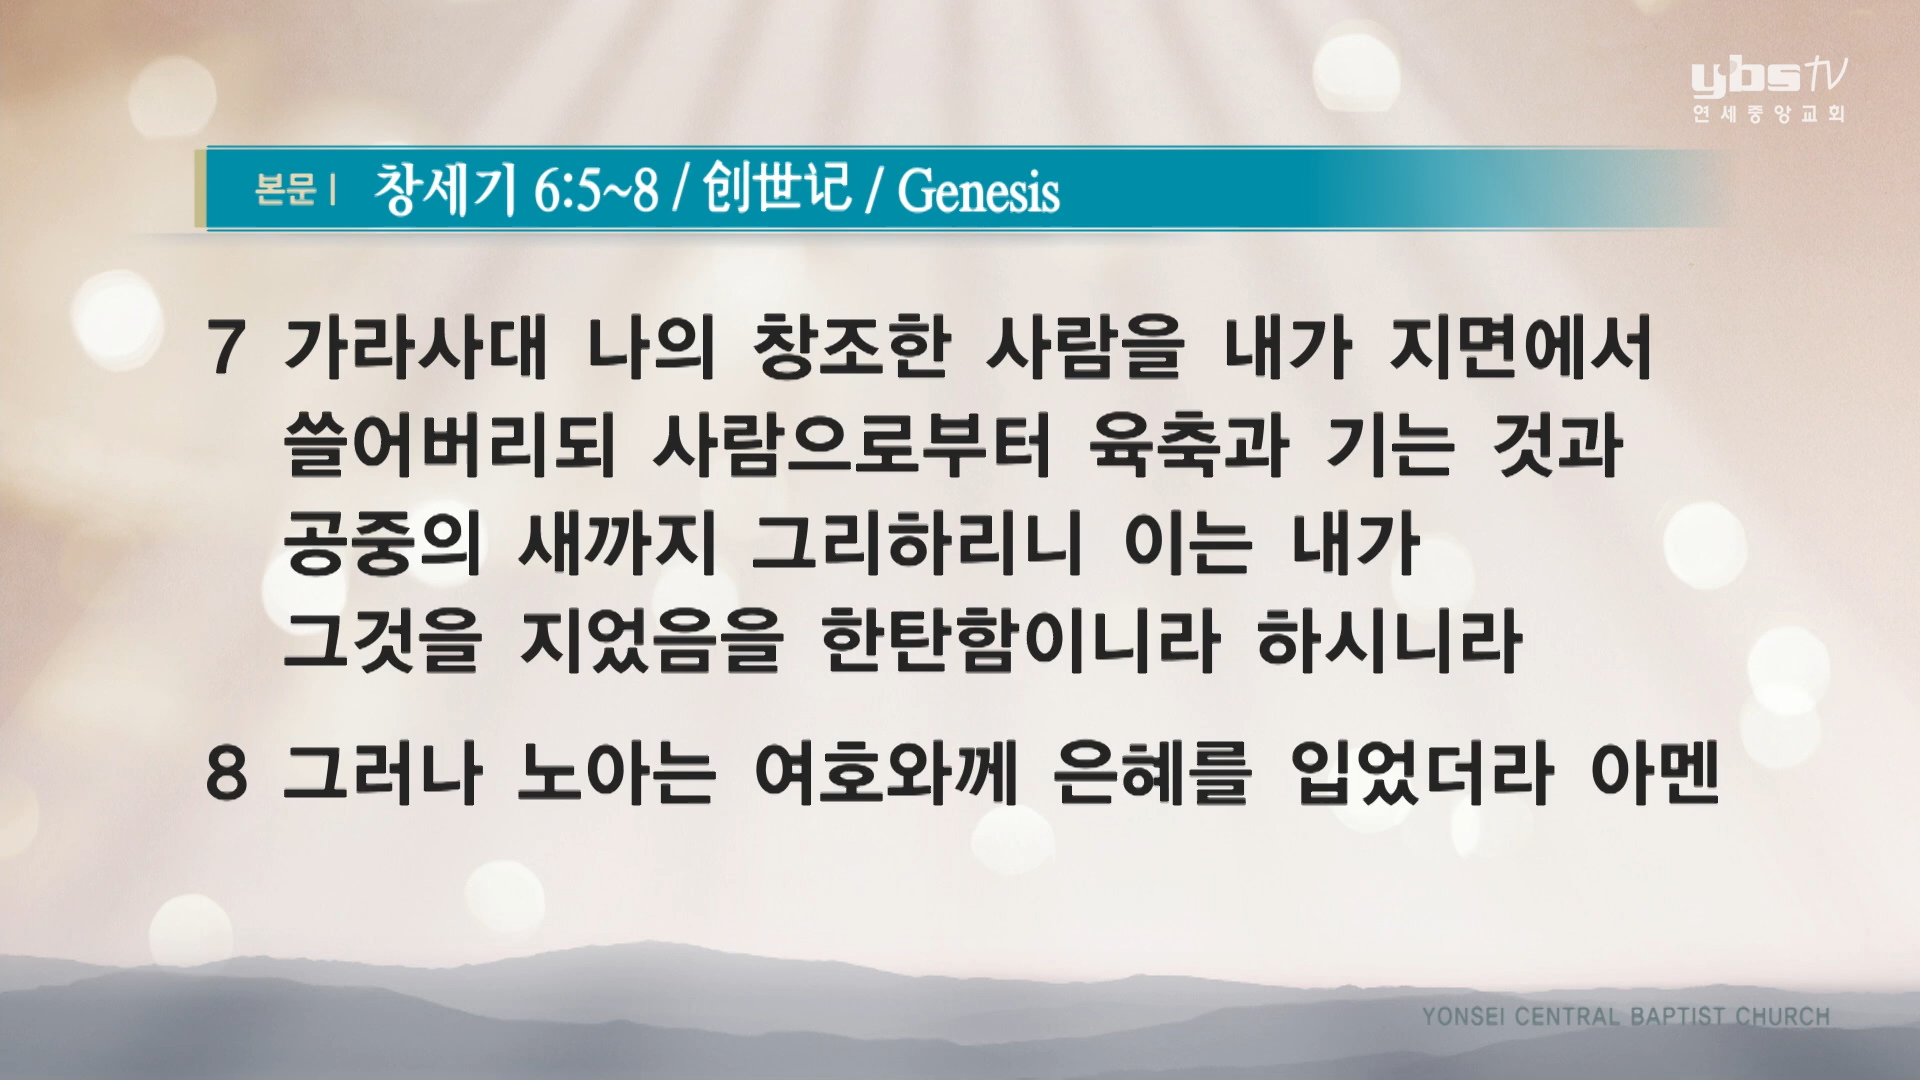 ybs TV
연세중앙교회
본문 | 창세기 6:5~8 / 创世记 / Genesis
7 가라사대 나의 창조한 사람을 내가 지면에서
쓸어버리되 사람으로부터 육축과 기는 것과
공중의 새까지 그리하리니 이는 내가
그것을 지었음을 한탄함이니라 하시니라
8 그러나 노아는 여호와께 은혜를 입었더라 아멘
YONSEI CENTRAL BAPTIST CHURCH